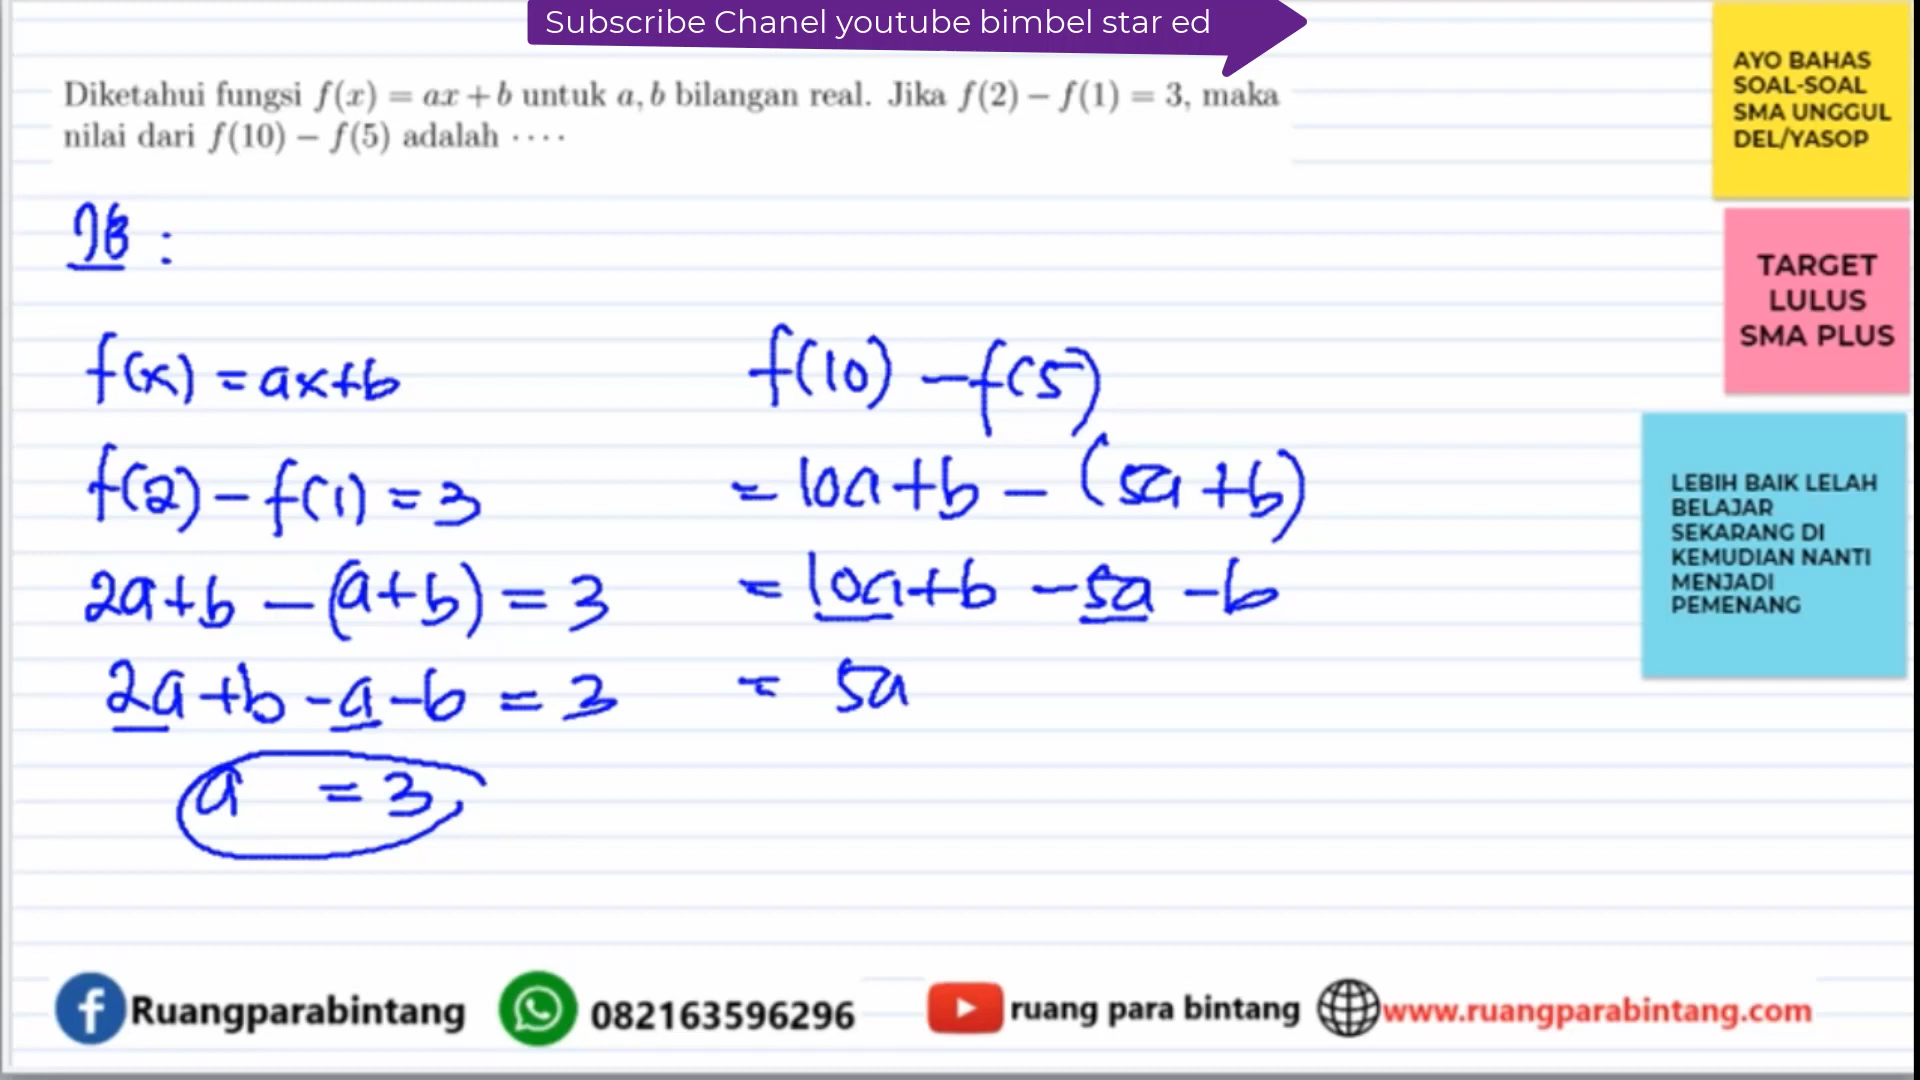 Subscribe Chanel youtube bimbel star ed
Diketahui fungsi f(x) = ax + b untuk a, b bilangan real. Jika f(2) − f(1) = 3, maka
nilai dari f(10) − f(5) adalah ····
JB :
f(x) = ax+b
f(2) − f(1) = 3
2a+b − (a+b) = 3
2a+b −a −b = 3
a = 3
f(10) − f(5)
= 10a+b − (5a+b)
= 10a+b −5a −b
= 5a
AYO BAHAS
SOAL-SOAL
SMA UNGGUL
DEL/YASOP
TARGET
LULUS
SMA PLUS
LEBIH BAIK LELAH
BELAJAR
SEKARANG DI
KEMUDIAN NANTI
MENJADI
PEMENANG
Ruangparabintang
082163596296
ruang para bintang
www.ruangparabintang.com